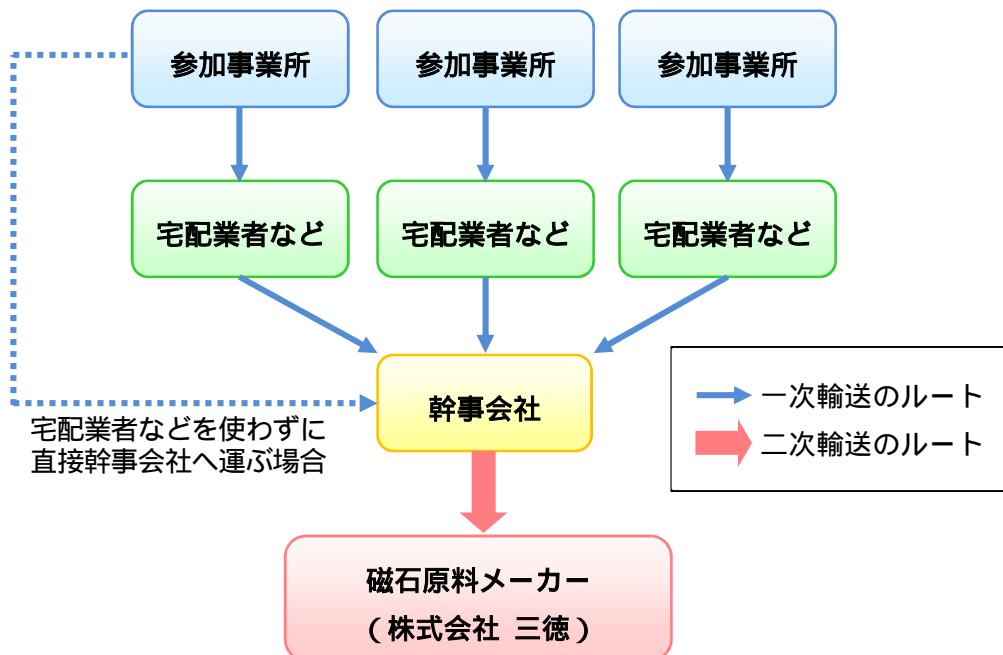 参加事業所
参加事業所
参加事業所
宅配業者など
宅配業者など
宅配業者など
幹事会社
宅配業者などを使わずに
直接幹事会社へ運ぶ場合
一次輸送のルート
二次輸送のルート
磁石原料メーカー
（株式会社 三徳）